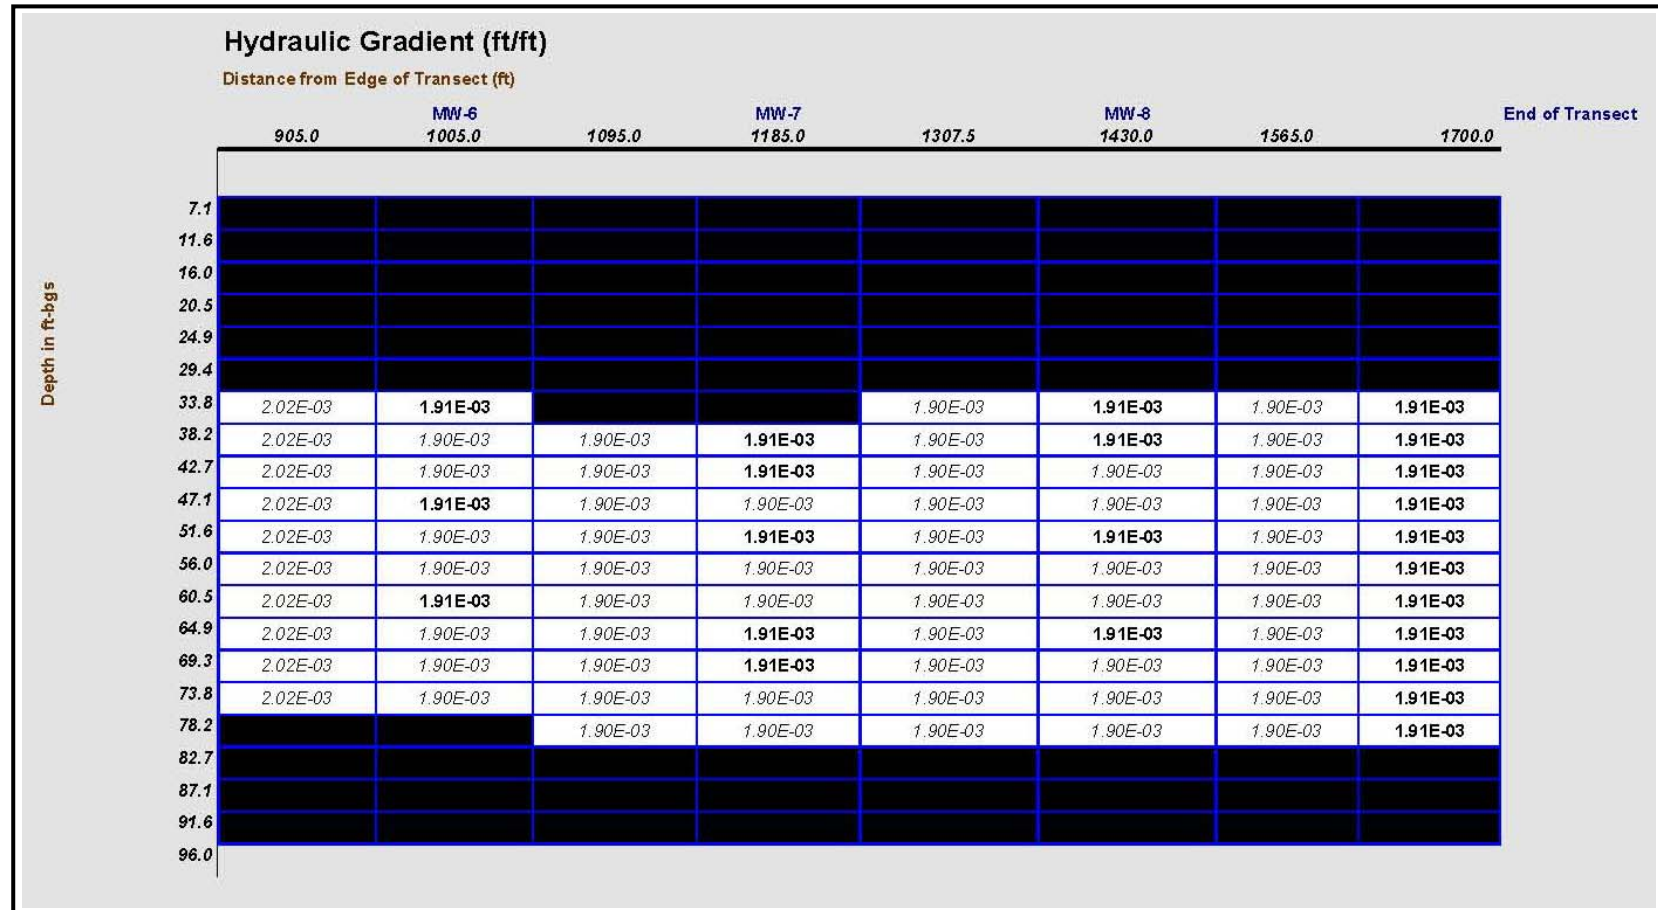 Hydraulic Gradient (ft/ft)
Distance from Edge of Transect (ft)
MW-6 MW-7 MW-8 End of Transect
905.0 1005.0 1095.0 1185.0 1307.5 1430.0 1565.0 1700.0
Depth in ft-bgs
7.1
11.6
16.0
20.5
24.9
29.4
33.8 2.02E-03 1.91E-03 1.90E-03 1.91E-03 1.90E-03 1.91E-03
38.2 2.02E-03 1.90E-03 1.90E-03 1.91E-03 1.90E-03 1.91E-03 1.90E-03 1.91E-03
42.7 2.02E-03 1.90E-03 1.90E-03 1.91E-03 1.90E-03 1.90E-03 1.90E-03 1.91E-03
47.1 2.02E-03 1.91E-03 1.90E-03 1.90E-03 1.90E-03 1.90E-03 1.90E-03 1.91E-03
51.6 2.02E-03 1.90E-03 1.90E-03 1.91E-03 1.90E-03 1.91E-03 1.90E-03 1.91E-03
56.0 2.02E-03 1.90E-03 1.90E-03 1.90E-03 1.90E-03 1.90E-03 1.90E-03 1.91E-03
60.5 2.02E-03 1.91E-03 1.90E-03 1.90E-03 1.90E-03 1.90E-03 1.90E-03 1.91E-03
64.9 2.02E-03 1.90E-03 1.90E-03 1.91E-03 1.90E-03 1.91E-03 1.90E-03 1.91E-03
69.3 2.02E-03 1.90E-03 1.90E-03 1.91E-03 1.90E-03 1.90E-03 1.90E-03 1.91E-03
73.8 2.02E-03 1.90E-03 1.90E-03 1.90E-03 1.90E-03 1.90E-03 1.90E-03 1.91E-03
78.2 1.90E-03 1.90E-03 1.90E-03 1.90E-03 1.90E-03 1.91E-03
82.7
87.1
91.6
96.0